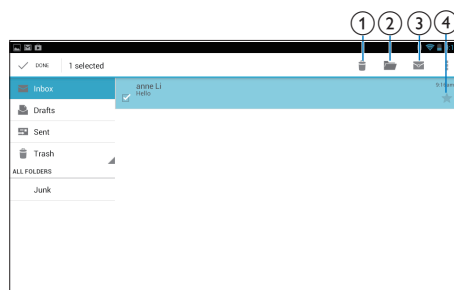 1 2 3 4
DONE 1 selected
Inbox
anne Li
Hello
Drafts
Sent
Trash
ALL FOLDERS
Junk